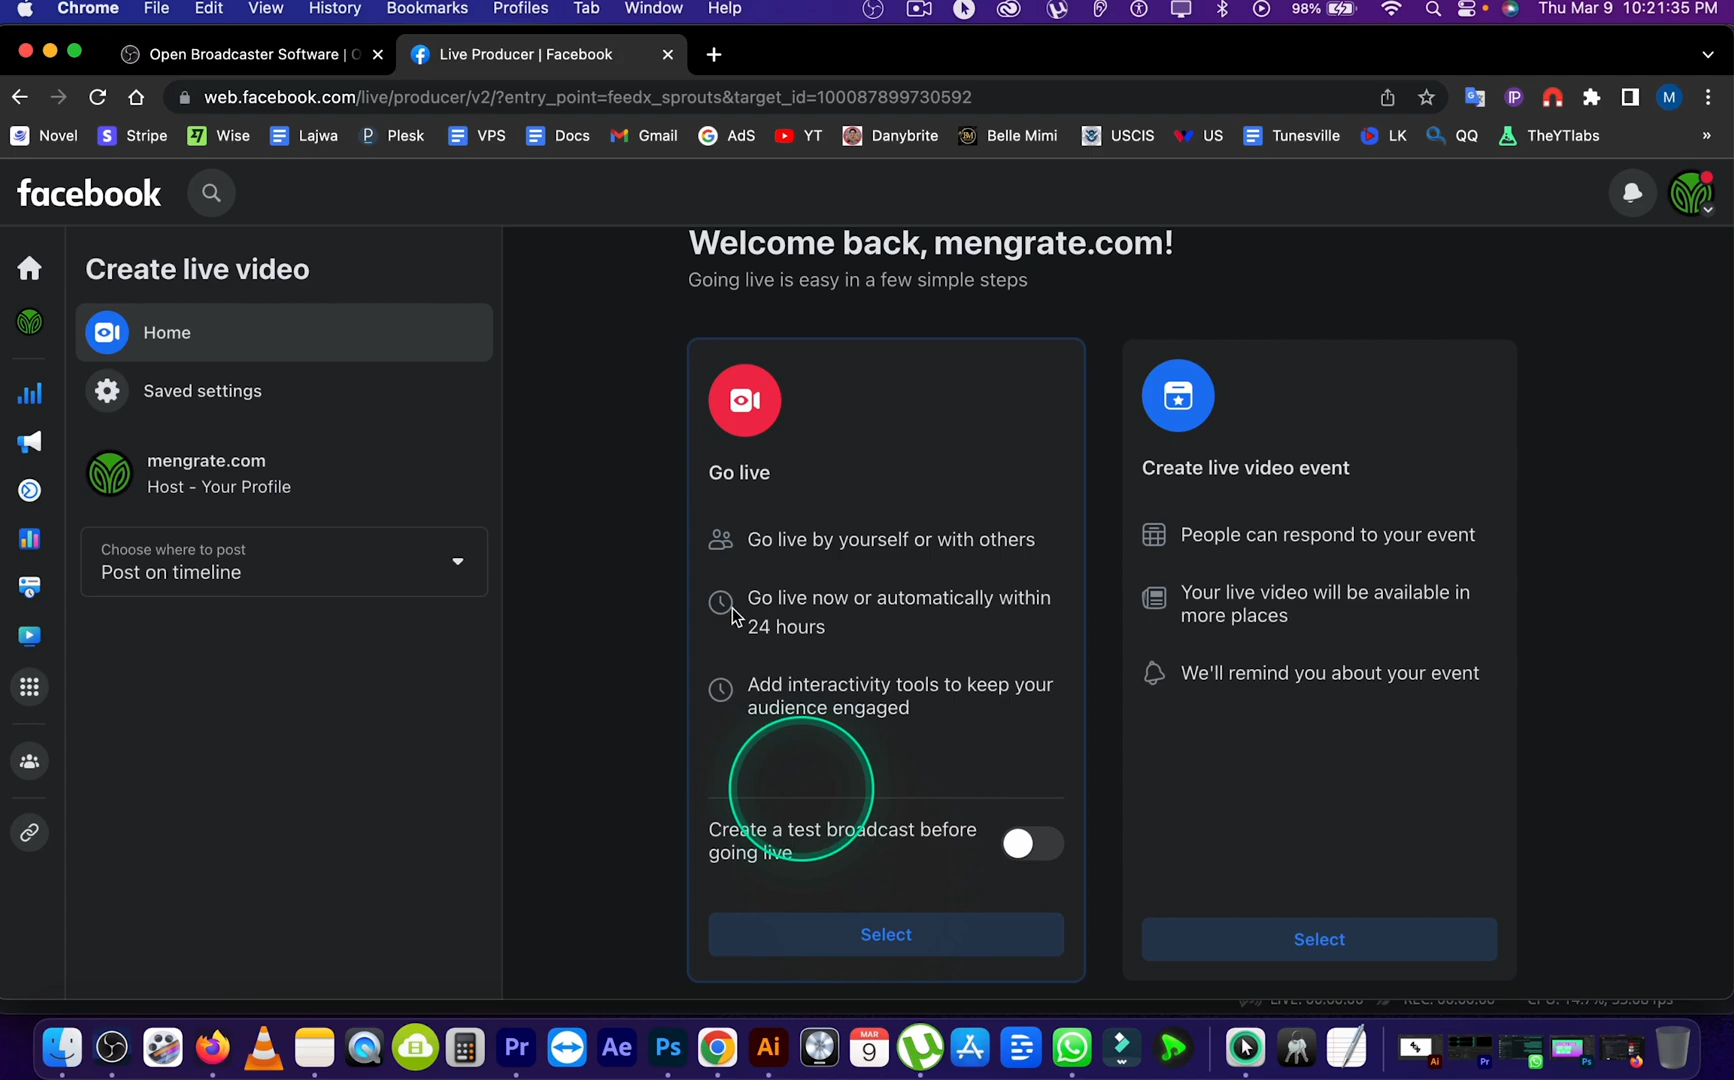 Chrome File Edit View History Bookmarks Profiles Tab Window Help 98% Thu Mar 9 10:21:35 PM
Open Broadcaster Software | O Live Producer | Facebook
web.facebook.com/live/producer/v2/?entry_point=feedx_sprouts&target_id=100087899730592
Novel Stripe Wise Lajwa Plesk VPS Docs Gmail AdS YT Danybrite Belle Mimi USCIS US Tunesville LK QQ TheYTlabs »
facebook
Create live video
Home
Saved settings
mengrate.com
Host - Your Profile
Choose where to post
Post on timeline
Welcome back, mengrate.com!
Going live is easy in a few simple steps
Go live
Go live by yourself or with others
Go live now or automatically within
24 hours
Add interactivity tools to keep your
audience engaged
Create a test broadcast before
going live
Select
Create live video event
People can respond to your event
Your live video will be available in
more places
We'll remind you about your event
Select
Pr Ae Ps Ai MAR 9